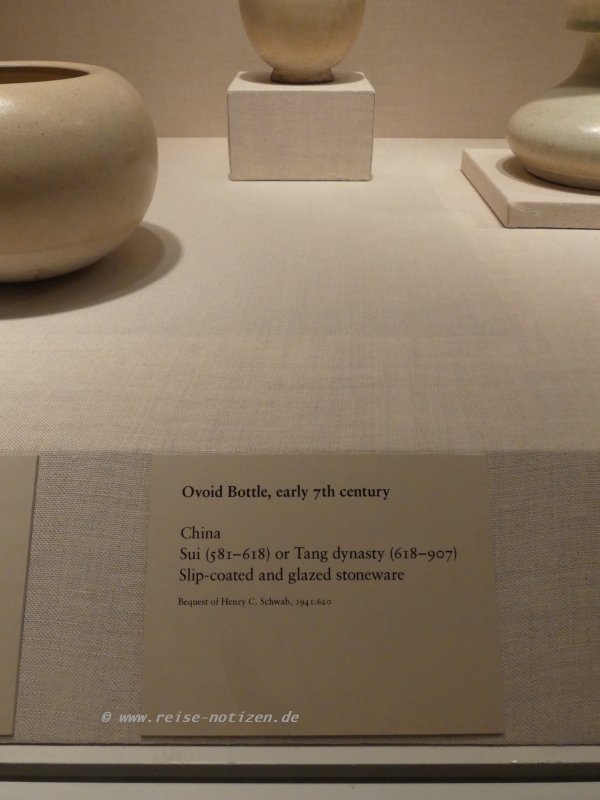 Ovoid Bottle, early 7th century
China
Sui (581–618) or Tang dynasty (618–907)
Slip-coated and glazed stoneware
Bequest of Henry C. Schwab, 1941.620
© www.reise-notizen.de